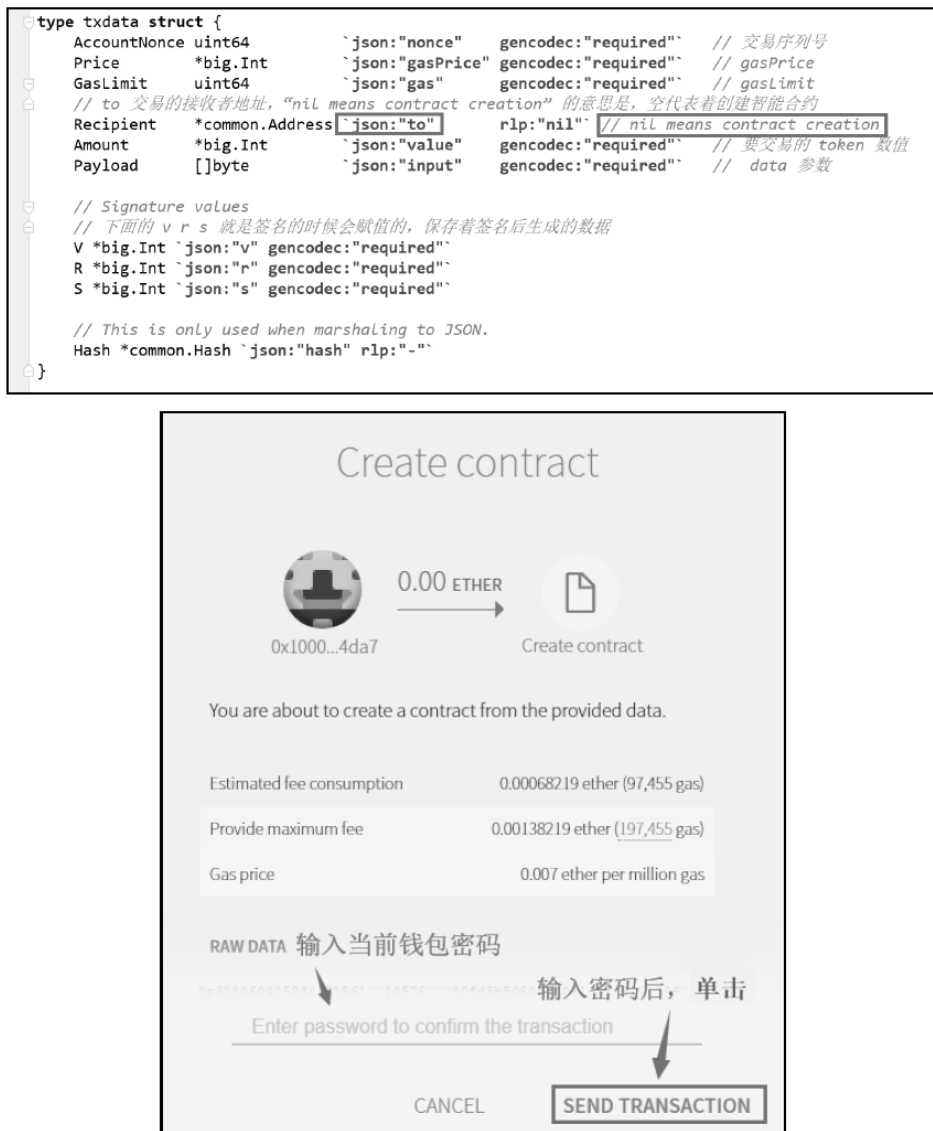 type txdata struct {
AccountNonce uint64 `json:"nonce" gencodec:"required"` // 交易序列号
Price *big.Int `json:"gasPrice" gencodec:"required"` // gasPrice
GasLimit uint64 `json:"gas" gencodec:"required"` // gasLimit
// to 交易的接收者地址，“nil means contract creation” 的意思是，空代表着创建智能合约
Recipient *common.Address `json:"to" rlp:"nil"` // nil means contract creation
Amount *big.Int `json:"value" gencodec:"required"` // 要交易的 token 数值
Payload []byte `json:"input" gencodec:"required"` // data 参数
// Signature values
// 下面的 v r s 就是签名的时候会赋值的，保存着签名后生成的数据
V *big.Int `json:"v" gencodec:"required"`
R *big.Int `json:"r" gencodec:"required"`
S *big.Int `json:"s" gencodec:"required"`
// This is only used when marshaling to JSON.
Hash *common.Hash `json:"hash" rlp:"-"`
}
Create contract
0.00 ETHER
0x1000...4da7 Create contract
You are about to create a contract from the provided data.
Estimated fee consumption 0.00068219 ether (97,455 gas)
Provide maximum fee 0.00138219 ether (197,455 gas)
Gas price 0.007 ether per million gas
RAW DATA 输入当前钱包密码
输入密码后，单击
Enter password to confirm the transaction
CANCEL SEND TRANSACTION